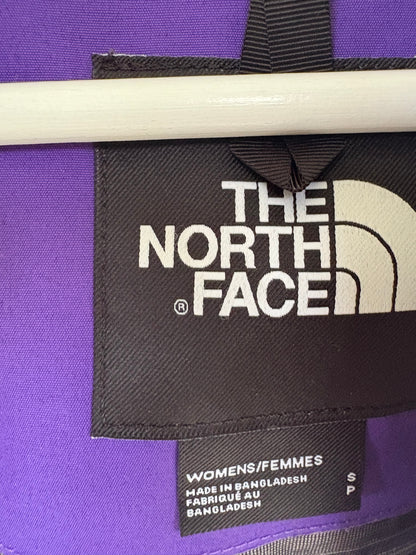 THE
NORTH
® FACE
WOMENS/FEMMES
MADE IN BANGLADESH
FABRIQUÉ AU
BANGLADESH
S
P